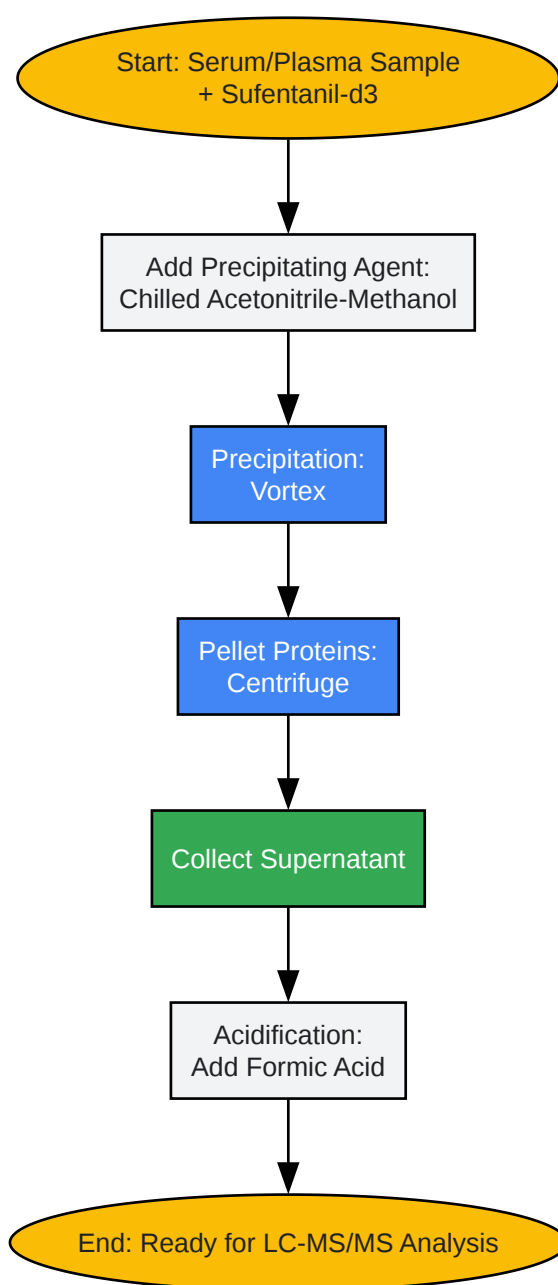 Start: Serum/Plasma Sample
+ Sufentanil-d3
Add Precipitating Agent:
Chilled Acetonitrile-Methanol
Precipitation:
Vortex
Pellet Proteins:
Centrifuge
Collect Supernatant
Acidification:
Add Formic Acid
End: Ready for LC-MS/MS Analysis